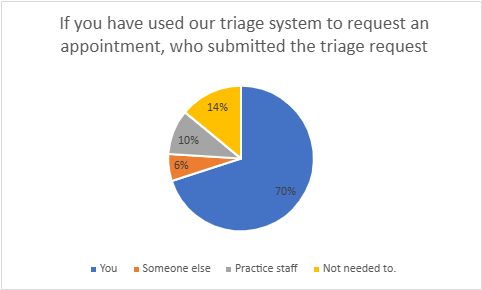 If you have used our triage system to request an
appointment, who submitted the triage request
14%
10%
6%
70%
You Someone else Practice staff Not needed to.